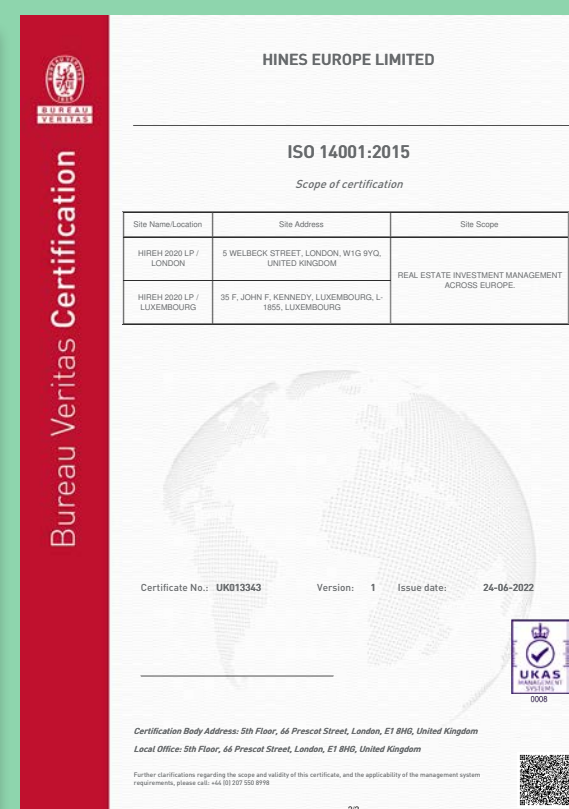 HINES EUROPE LIMITED
BUREAU
VERITAS
Bureau Veritas Certification
ISO 14001:2015
Scope of certification
Site Name/Location Site Address Site Scope
HIREH 2020 LP /
LONDON
5 WELBECK STREET, LONDON, W1G 9YQ,
UNITED KINGDOM
REAL ESTATE INVESTMENT MANAGEMENT
ACROSS EUROPE.
HIREH 2020 LP /
LUXEMBOURG
35 F, JOHN F, KENNEDY, LUXEMBOURG, L-
1855, LUXEMBOURG
Certificate No.: UK013343 Version: 1 Issue date: 24-06-2022
UKAS
MANAGEMENT
SYSTEMS
0008
Certification Body Address: 5th Floor, 66 Prescot Street, London, E1 8HG, United Kingdom
Local Office: 5th Floor, 66 Prescot Street, London, E1 8HG, United Kingdom
Further clarifications regarding the scope and validity of this certificate, and the applicability of the management system
requirements, please call: +44 (0) 207 550 8998